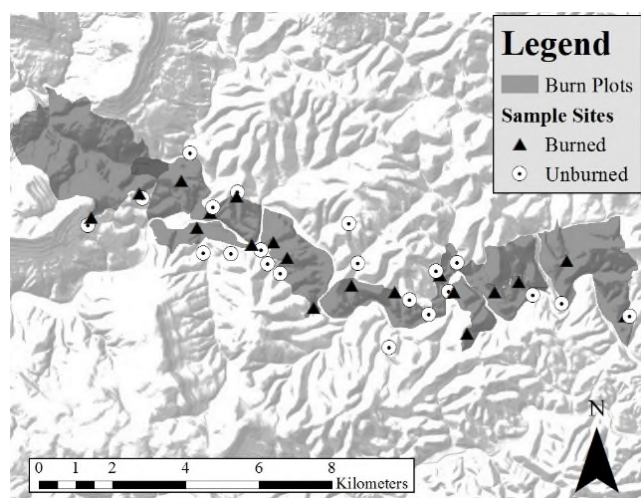 Legend
Burn Plots
Sample Sites
Burned
Unburned
N
0 1 2 4 6 8
Kilometers